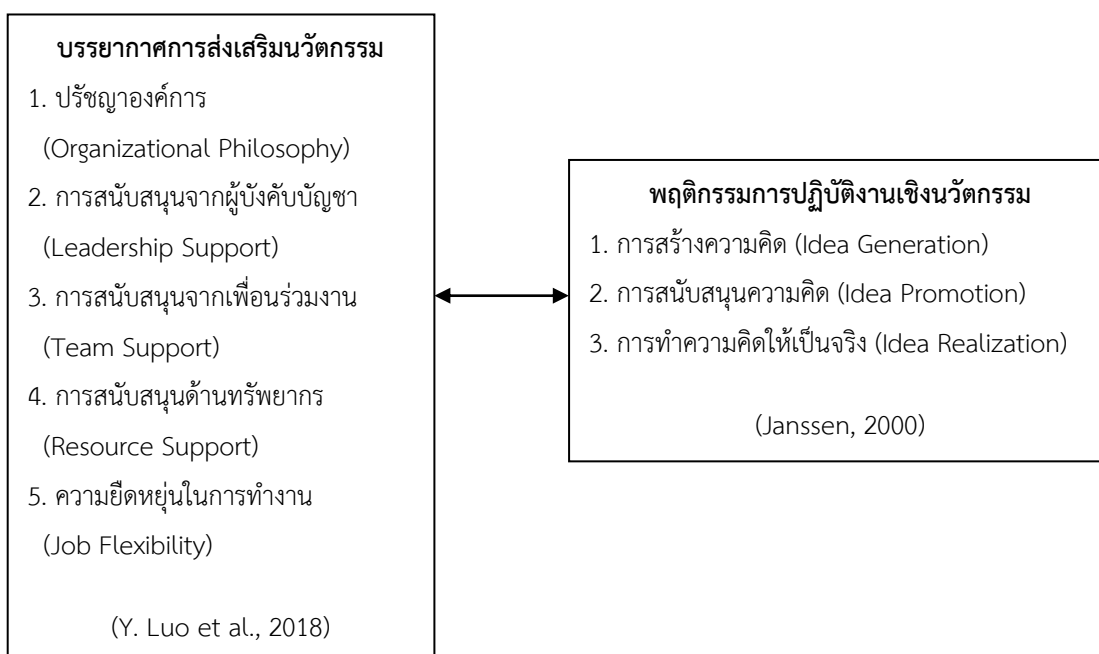 บรรยากาศการส่งเสริมนวัตกรรม
1. ปรัชญาองค์การ
(Organizational Philosophy)
2. การสนับสนุนจากผู้บังคับบัญชา
(Leadership Support)
3. การสนับสนุนจากเพื่อนร่วมงาน
(Team Support)
4. การสนับสนุนด้านทรัพยากร
(Resource Support)
5. ความยืดหยุ่นในการทำงาน
(Job Flexibility)
(Y. Luo et al., 2018)
พฤติกรรมการปฏิบัติงานเชิงนวัตกรรม
1. การสร้างความคิด (Idea Generation)
2. การสนับสนุนความคิด (Idea Promotion)
3. การทำความคิดให้เป็นจริง (Idea Realization)
(Janssen, 2000)